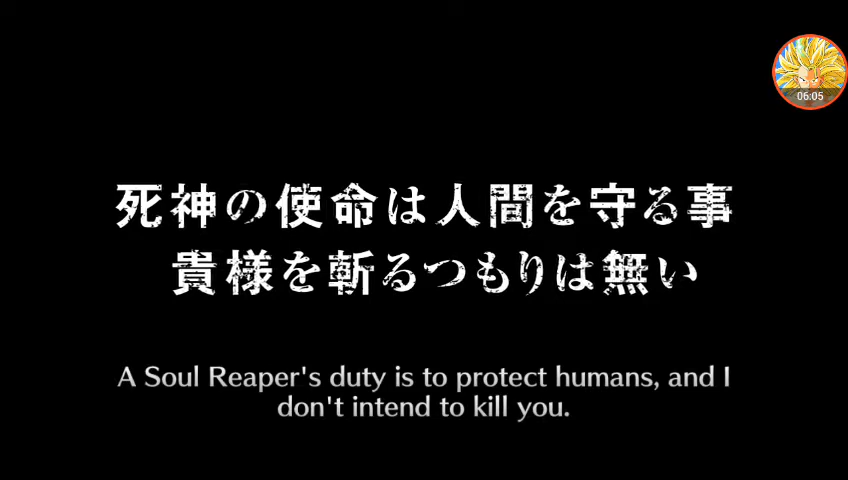 06:05
死神の使命は人間を守る事
貴様を斬るつもりは無い
A Soul Reaper's duty is to protect humans, and I
don't intend to kill you.